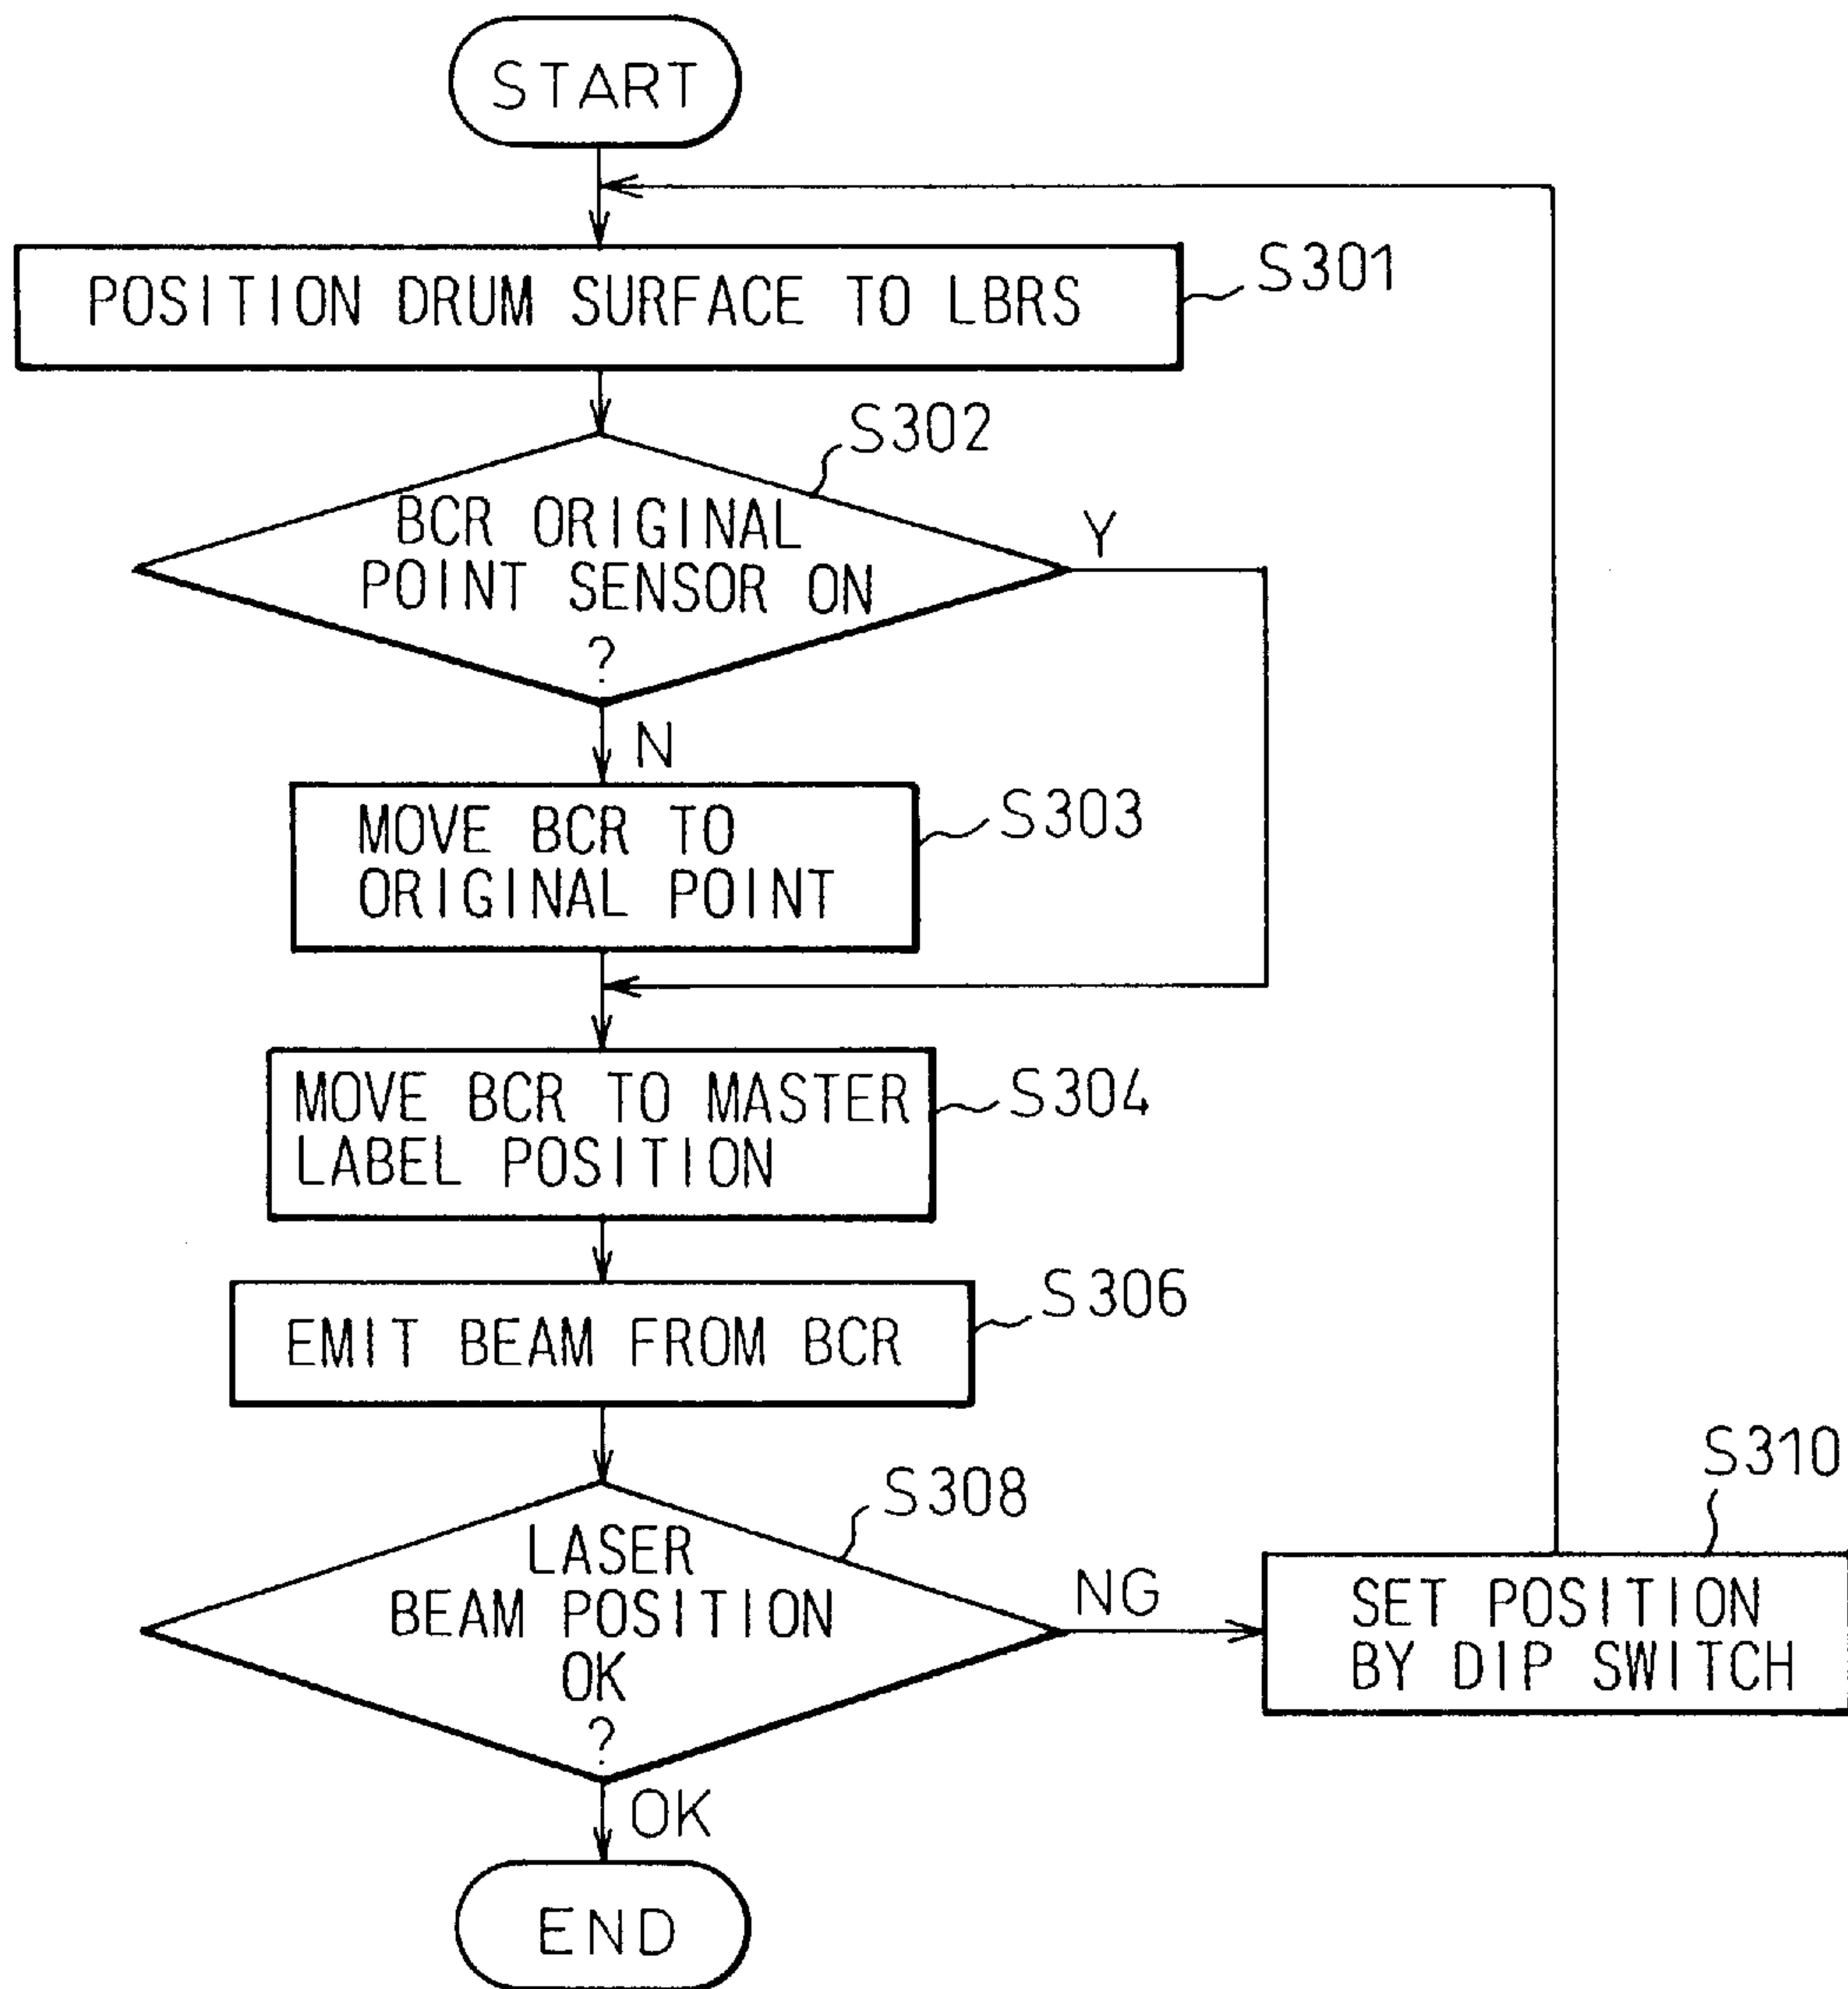 START
POSITION DRUM SURFACE TO LBRS
S301
S302
BCR ORIGINAL
POINT SENSOR ON
?
Y
N
MOVE BCR TO
ORIGINAL POINT
S303
MOVE BCR TO MASTER
LABEL POSITION
S304
EMIT BEAM FROM BCR
S306
S308
LASER
BEAM POSITION
OK
?
NG
S310
SET POSITION
BY DIP SWITCH
OK
END